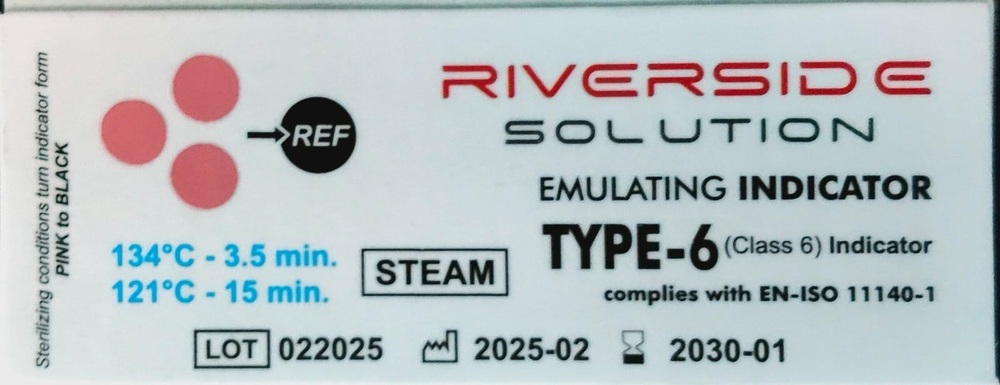 Sterilizing conditions turn indicator form
PINK to BLACK
REF
134°C - 3.5 min.
121°C - 15 min.
STEAM
RIVERSIDE
SOLUTION
EMULATING INDICATOR
TYPE-6 (Class 6) Indicator
complies with EN-ISO 11140-1
LOT 022025 2025-02 2030-01